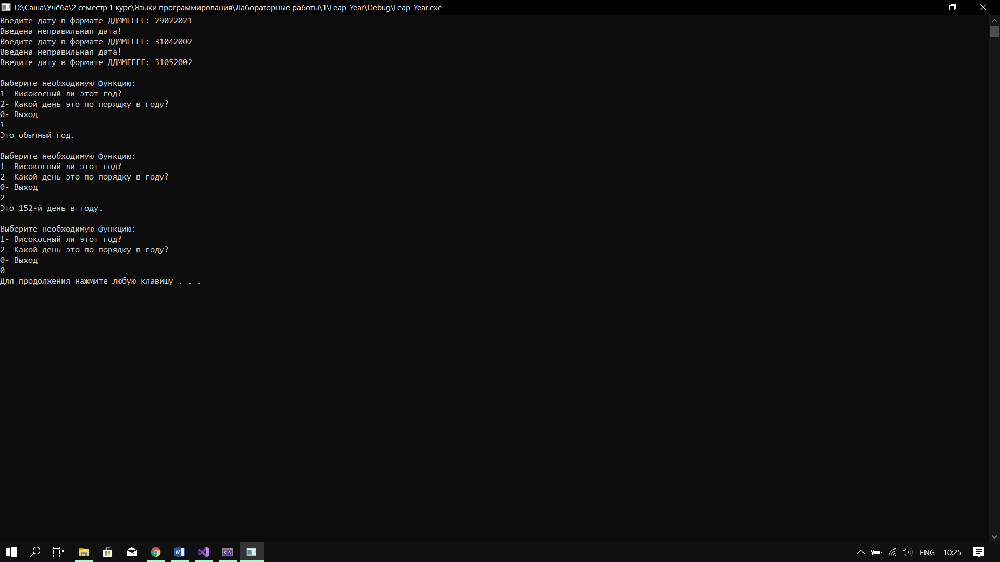 D:\Саша\Учёба\2 семестр 1 курс\Языки программирования\Лабораторные работы\1\Leap_Year\Debug\Leap_Year.exe
Введите дату в формате ДДММГГГГ: 29022021
Введена неправильная дата!
Введите дату в формате ДДММГГГГ: 31042002
Введена неправильная дата!
Введите дату в формате ДДММГГГГ: 31052002
Выберите необходимую функцию:
1- Високосный ли этот год?
2- Какой день это по порядку в году?
0- Выход
1
Это обычный год.
Выберите необходимую функцию:
1- Високосный ли этот год?
2- Какой день это по порядку в году?
0- Выход
2
Это 152-й день в году.
Выберите необходимую функцию:
1- Високосный ли этот год?
2- Какой день это по порядку в году?
0- Выход
0
Для продолжения нажмите любую клавишу . . .
ENG 10:25